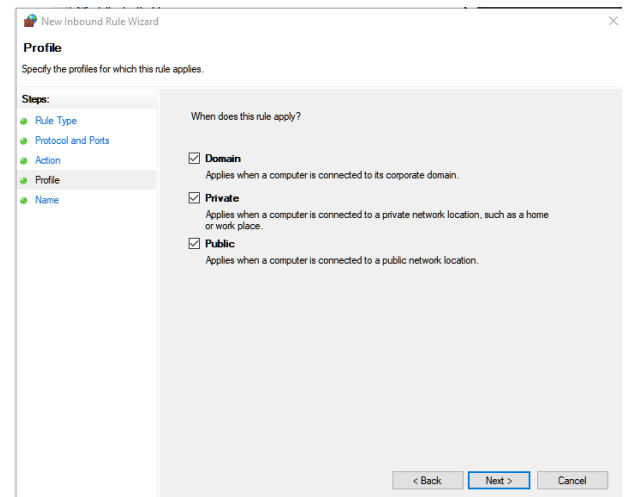 New Inbound Rule Wizard
Profile
Specify the profiles for which this rule applies.
Steps:
Rule Type
Protocol and Ports
Action
Profile
Name
When does this rule apply?
Domain
Applies when a computer is connected to its corporate domain.
Private
Applies when a computer is connected to a private network location, such as a home
or work place.
Public
Applies when a computer is connected to a public network location.
< Back
Next >
Cancel